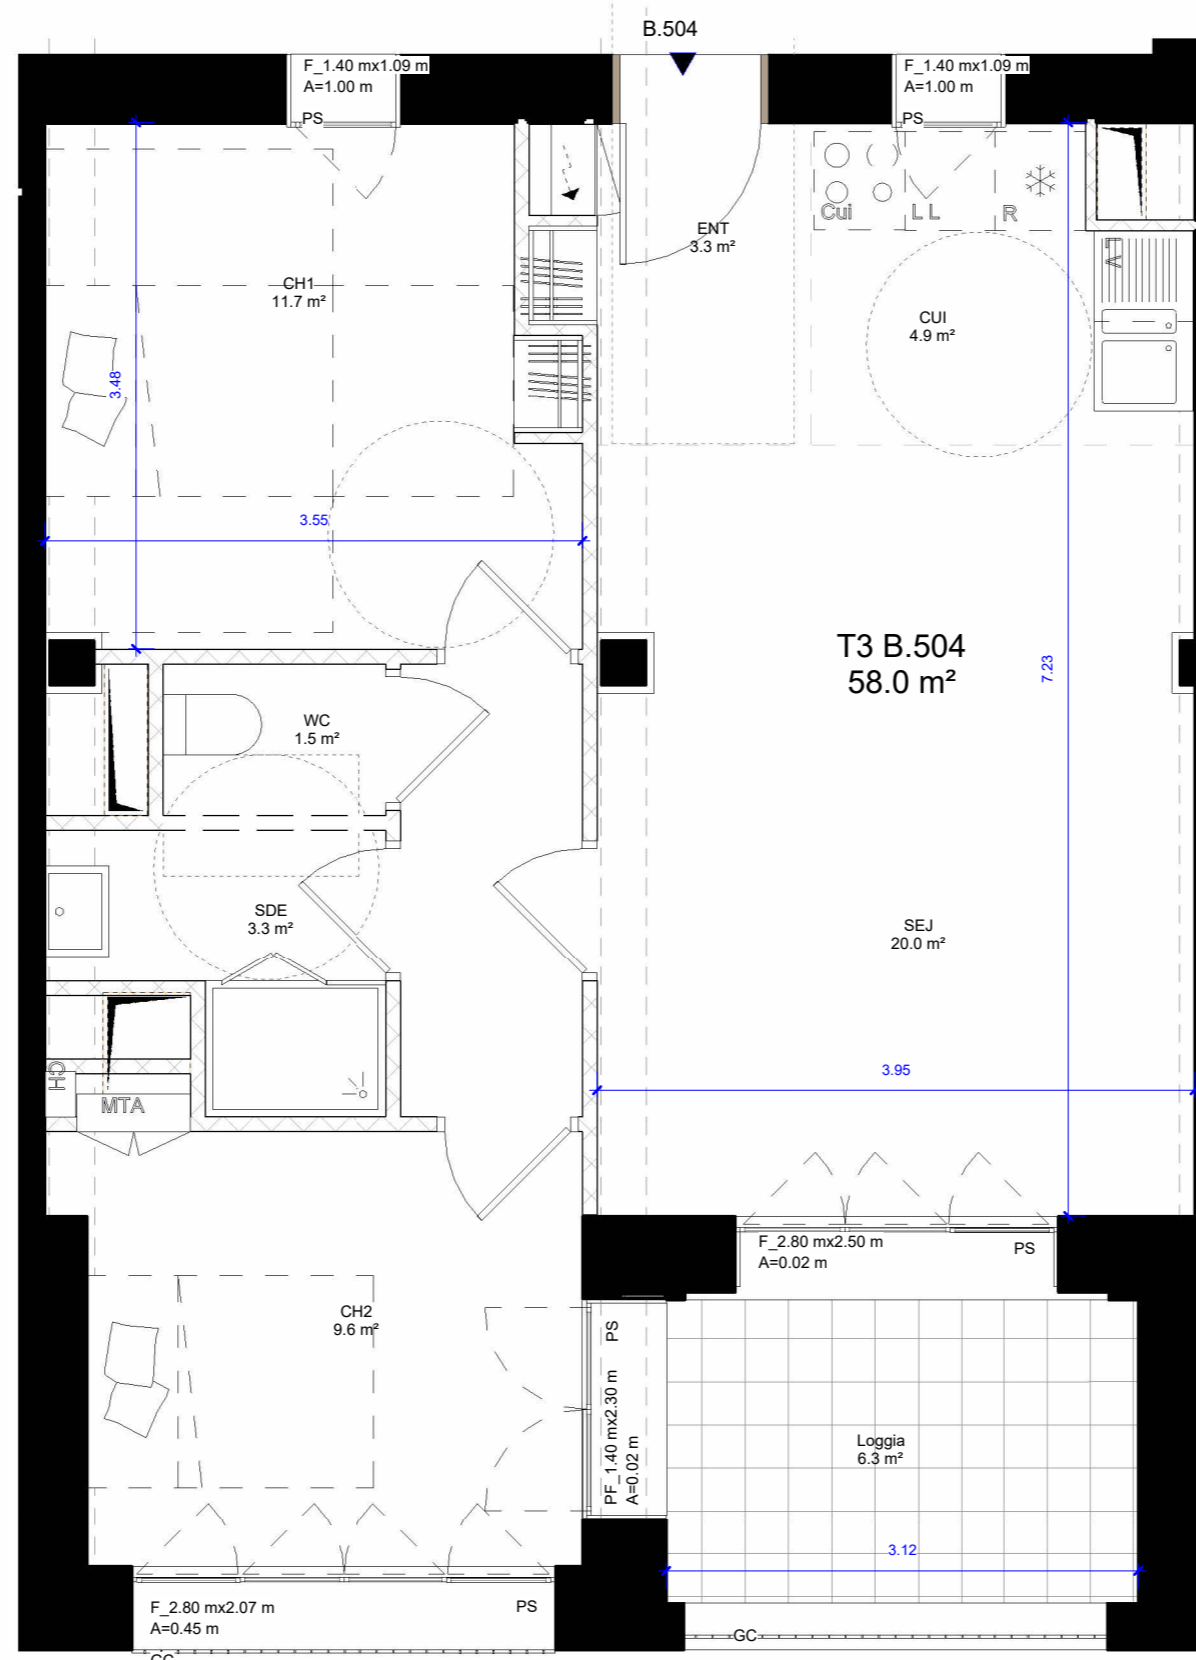 B.504
F_1.40 mx1.09 m
A=1.00 m
PS
F_1.40 mx1.09 m
A=1.00 m
PS
Cui
LL
R
ENT
3.3 m²
LV
CH1
11.7 m²
CUI
4.9 m²
3.48
3.55
T3 B.504
58.0 m²
7.23
WC
1.5 m²
SDE
3.3 m²
SEJ
20.0 m²
CH
MTA
3.95
F_2.80 mx2.50 m
A=0.02 m
PS
CH2
9.6 m²
PS
PF_1.40 mx2.30 m
A=0.02 m
Loggia
6.3 m²
3.12
F_2.80 mx2.07 m
A=0.45 m
PS
GC
GC